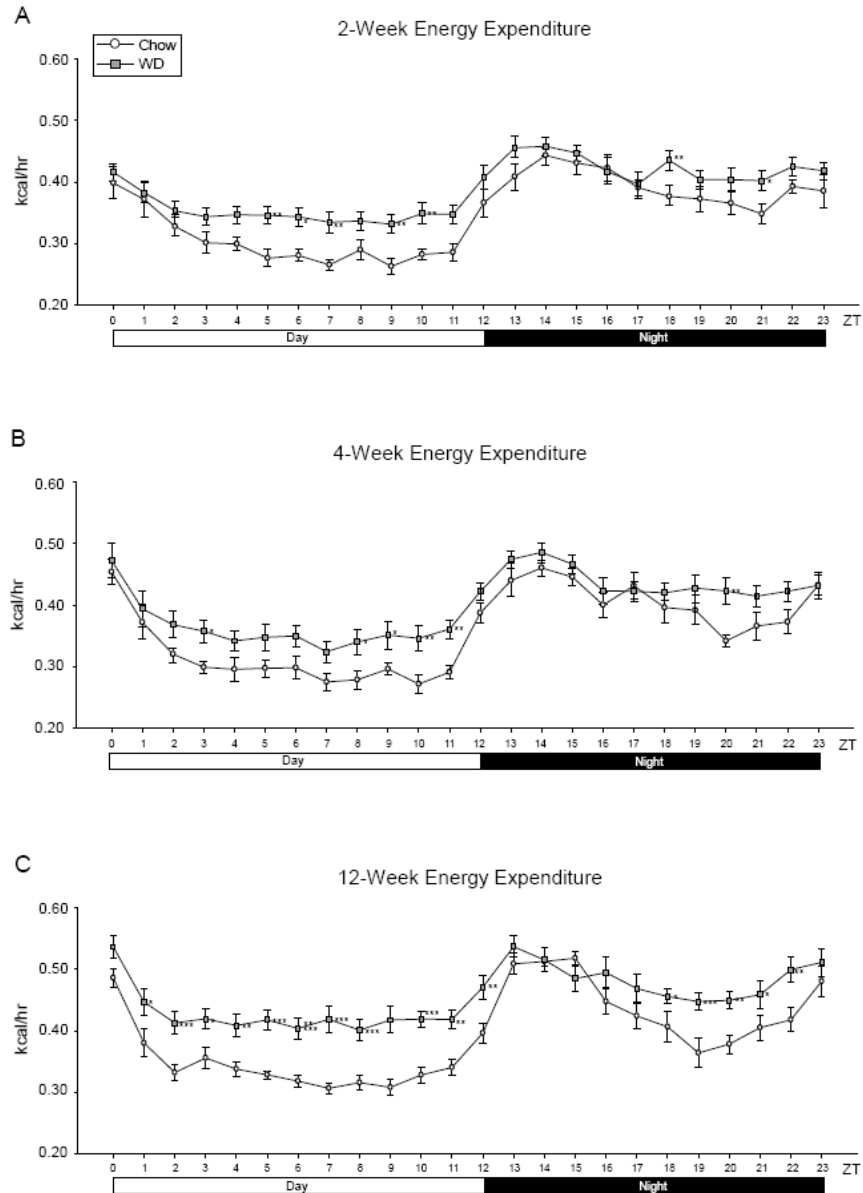 A
2-Week Energy Expenditure
Chow
WD
kcal/hr
0.60
0.50
0.40
0.30
0.20
** * ** ** ** ** *
0 1 2 3 4 5 6 7 8 9 10 11 12 13 14 15 16 17 18 19 20 21 22 23 ZT
Day Night
B
4-Week Energy Expenditure
kcal/hr
0.60
0.50
0.40
0.30
0.20
* * * ** ** **
0 1 2 3 4 5 6 7 8 9 10 11 12 13 14 15 16 17 18 19 20 21 22 23 ZT
Day Night
C
12-Week Energy Expenditure
kcal/hr
0.60
0.50
0.40
0.30
0.20
0 1 2 3 4 5 6 7 8 9 10 11 12 13 14 15 16 17 18 19 20 21 22 23 ZT
Day Night